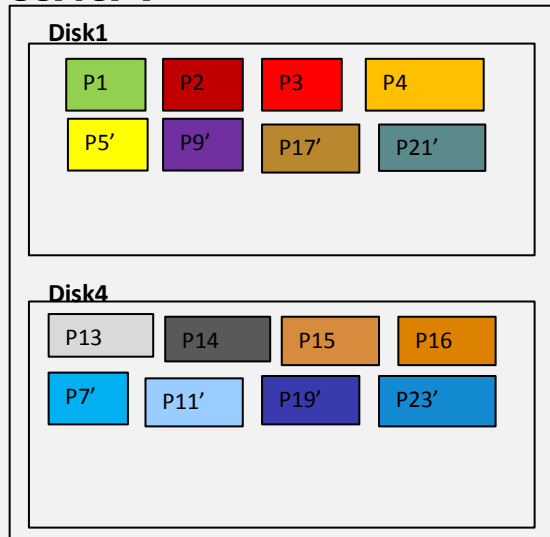 Disk1
P1 P2 P3 P4
P5’ P9’ P17’ P21’
Disk4
P13 P14 P15 P16
P7’ P11’ P19’ P23’